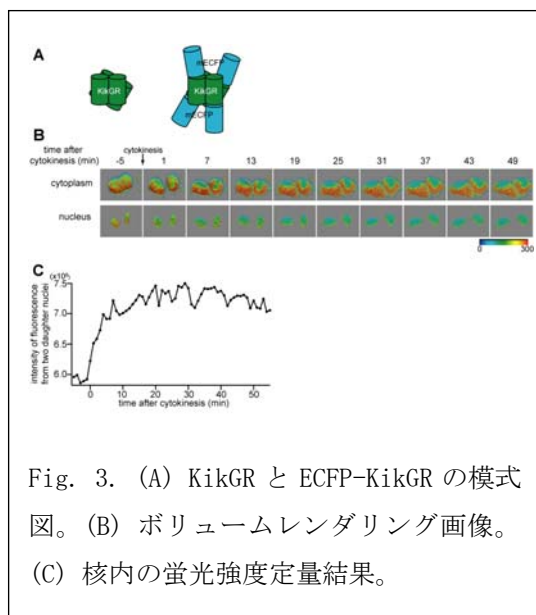 A
KikGR
mECFP
KikGR
mECFP
B
time after cytokinesis (min)
cytokinesis
-5 1 7 13 19 25 31 37 43 49
cytoplasm
nucleus
0 300
C
(x10⁶)
7.5
7.0
6.5
6.0
intensity of fluorescence
from two daughter nuclei
0 10 20 30 40 50
time after cytokinesis (min)
Fig. 3. (A) KikGR と ECFP-KikGR の模式
図。(B) ボリュームレンダリング画像。
(C) 核内の蛍光強度定量結果。